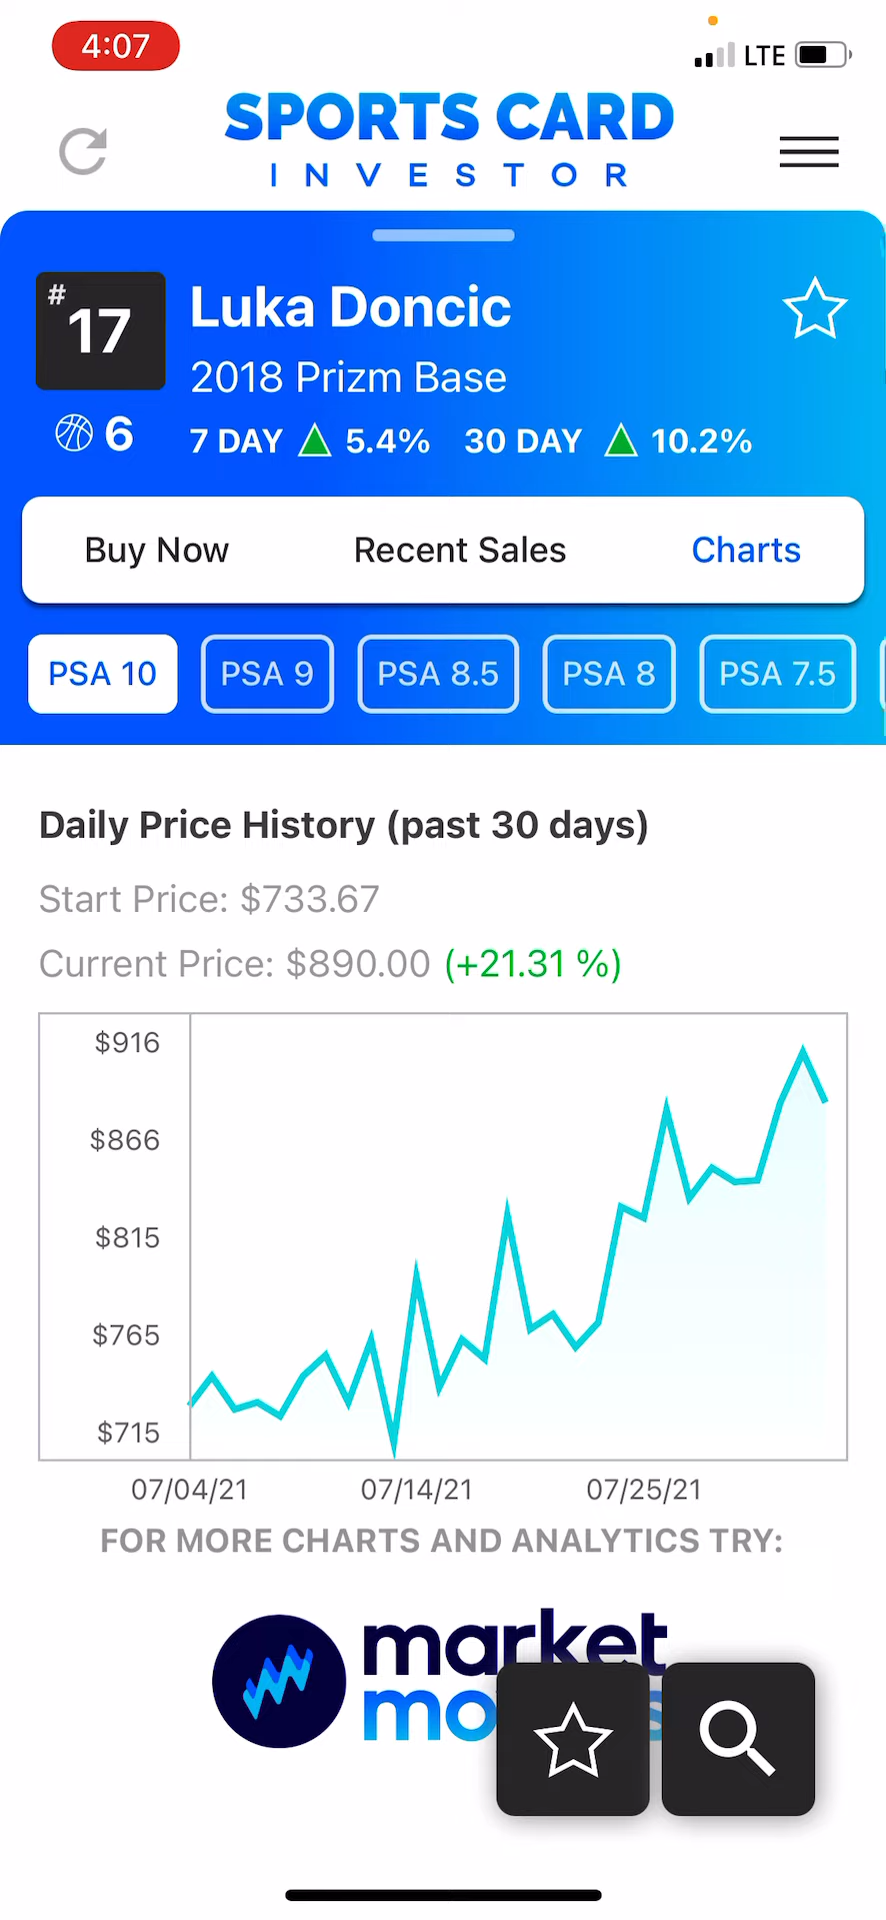 4:07
LTE
SPORTS CARD
INVESTOR
#17
Luka Doncic
2018 Prizm Base
6
7 DAY 5.4% 30 DAY 10.2%
Buy Now Recent Sales Charts
PSA 10 PSA 9 PSA 8.5 PSA 8 PSA 7.5
Daily Price History (past 30 days)
Start Price: $733.67
Current Price: $890.00 (+21.31 %)
$916
$866
$815
$765
$715
07/04/21 07/14/21 07/25/21
FOR MORE CHARTS AND ANALYTICS TRY:
market